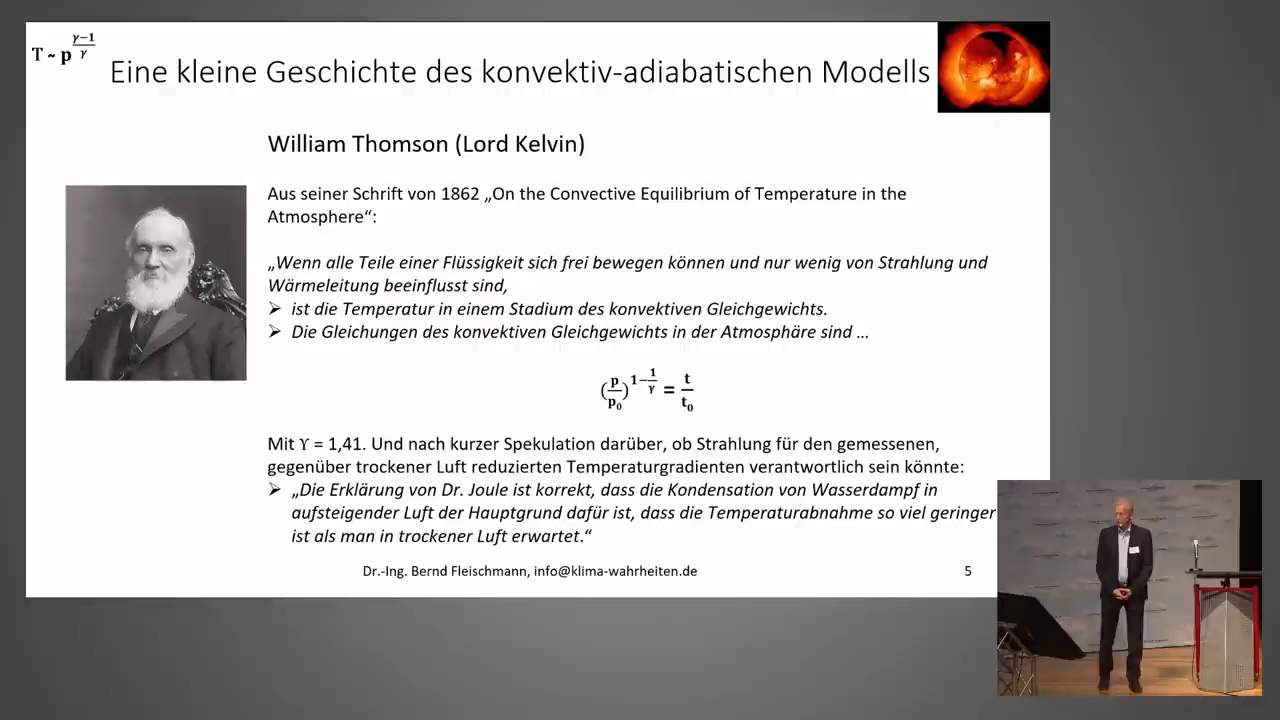 T ~ p^((γ−1)/γ)
Eine kleine Geschichte des konvektiv-adiabatischen Modells
William Thomson (Lord Kelvin)
Aus seiner Schrift von 1862 „On the Convective Equilibrium of Temperature in the
Atmosphere“:
„Wenn alle Teile einer Flüssigkeit sich frei bewegen können und nur wenig von Strahlung und
Wärmeleitung beeinflusst sind,
➢ ist die Temperatur in einem Stadium des konvektiven Gleichgewichts.
➢ Die Gleichungen des konvektiven Gleichgewichts in der Atmosphäre sind …
(p/p₀)^(1−1/γ) = t/t₀
Mit ϒ = 1,41. Und nach kurzer Spekulation darüber, ob Strahlung für den gemessenen,
gegenüber trockener Luft reduzierten Temperaturgradienten verantwortlich sein könnte:
➢ „Die Erklärung von Dr. Joule ist korrekt, dass die Kondensation von Wasserdampf in
aufsteigender Luft der Hauptgrund dafür ist, dass die Temperaturabnahme so viel geringer
ist als man in trockener Luft erwartet.“
Dr.-Ing. Bernd Fleischmann, info@klima-wahrheiten.de
5